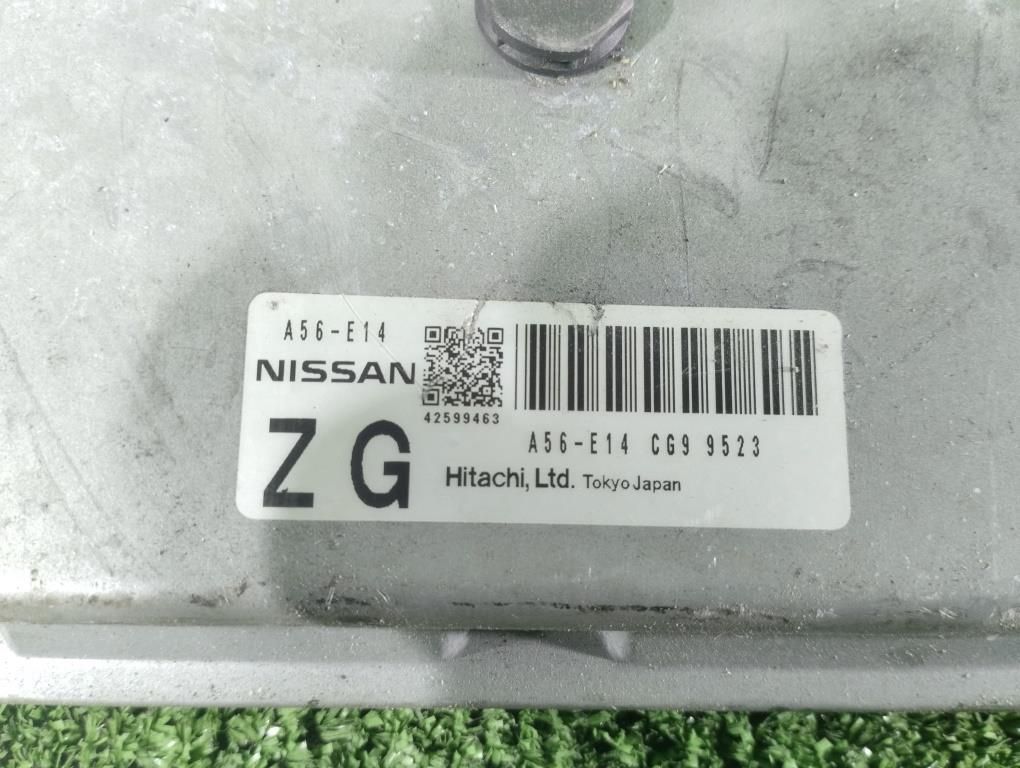 A56-E14
NISSAN
42599463
ZG
A56-E14 CG9 9523
Hitachi, Ltd. Tokyo Japan